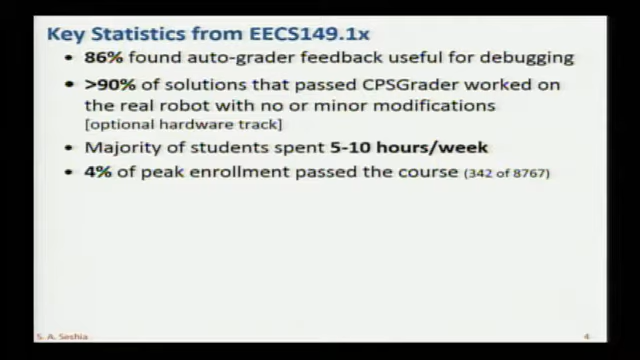 Key Statistics from EECS149.1x
• 86% found auto-grader feedback useful for debugging
• >90% of solutions that passed CPSGrader worked on
the real robot with no or minor modifications
[optional hardware track]
• Majority of students spent 5-10 hours/week
• 4% of peak enrollment passed the course (342 of 8767)
S. A. Seshia
4